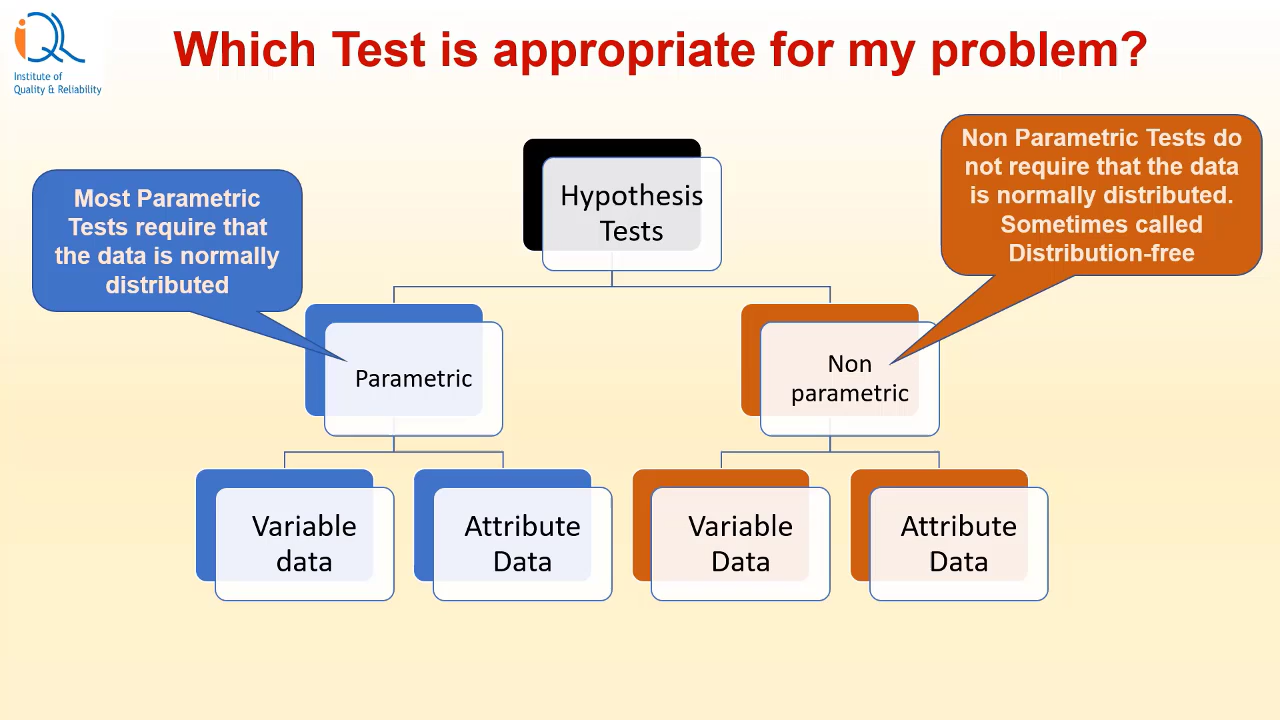 iQR
Institute of
Quality & Reliability
Which Test is appropriate for my problem?
Most Parametric
Tests require that
the data is normally
distributed
Non Parametric Tests do
not require that the data
is normally distributed.
Sometimes called
Distribution-free
Hypothesis
Tests
Parametric
Non
parametric
Variable
data
Attribute
Data
Variable
Data
Attribute
Data